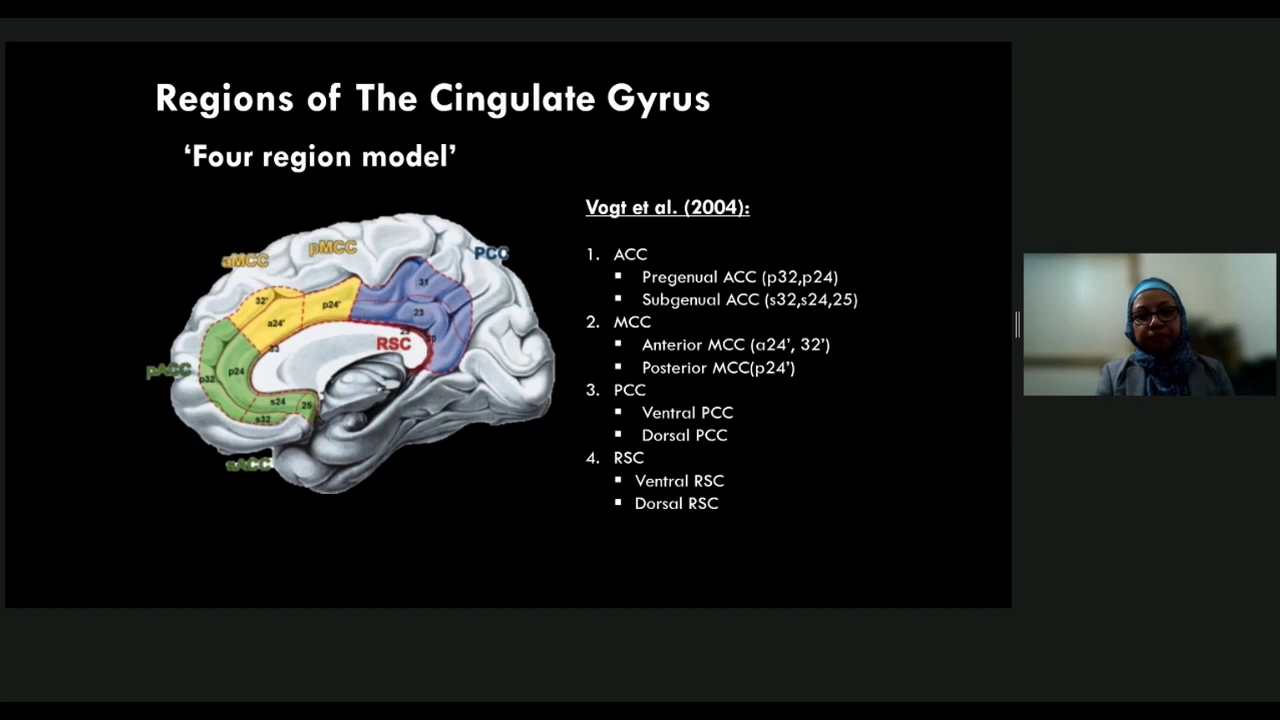 Regions of The Cingulate Gyrus
‘Four region model’
Vogt et al. (2004):
1. ACC
▪ Pregenual ACC (p32,p24)
▪ Subgenual ACC (s32,s24,25)
2. MCC
▪ Anterior MCC (a24’, 32’)
▪ Posterior MCC(p24’)
3. PCC
▪ Ventral PCC
▪ Dorsal PCC
4. RSC
▪ Ventral RSC
▪ Dorsal RSC
pMCC
aMCC
PCC
31
32'
p24'
23
a24'
RSC
pACC
p32
p24
s24
25
s32
sACC